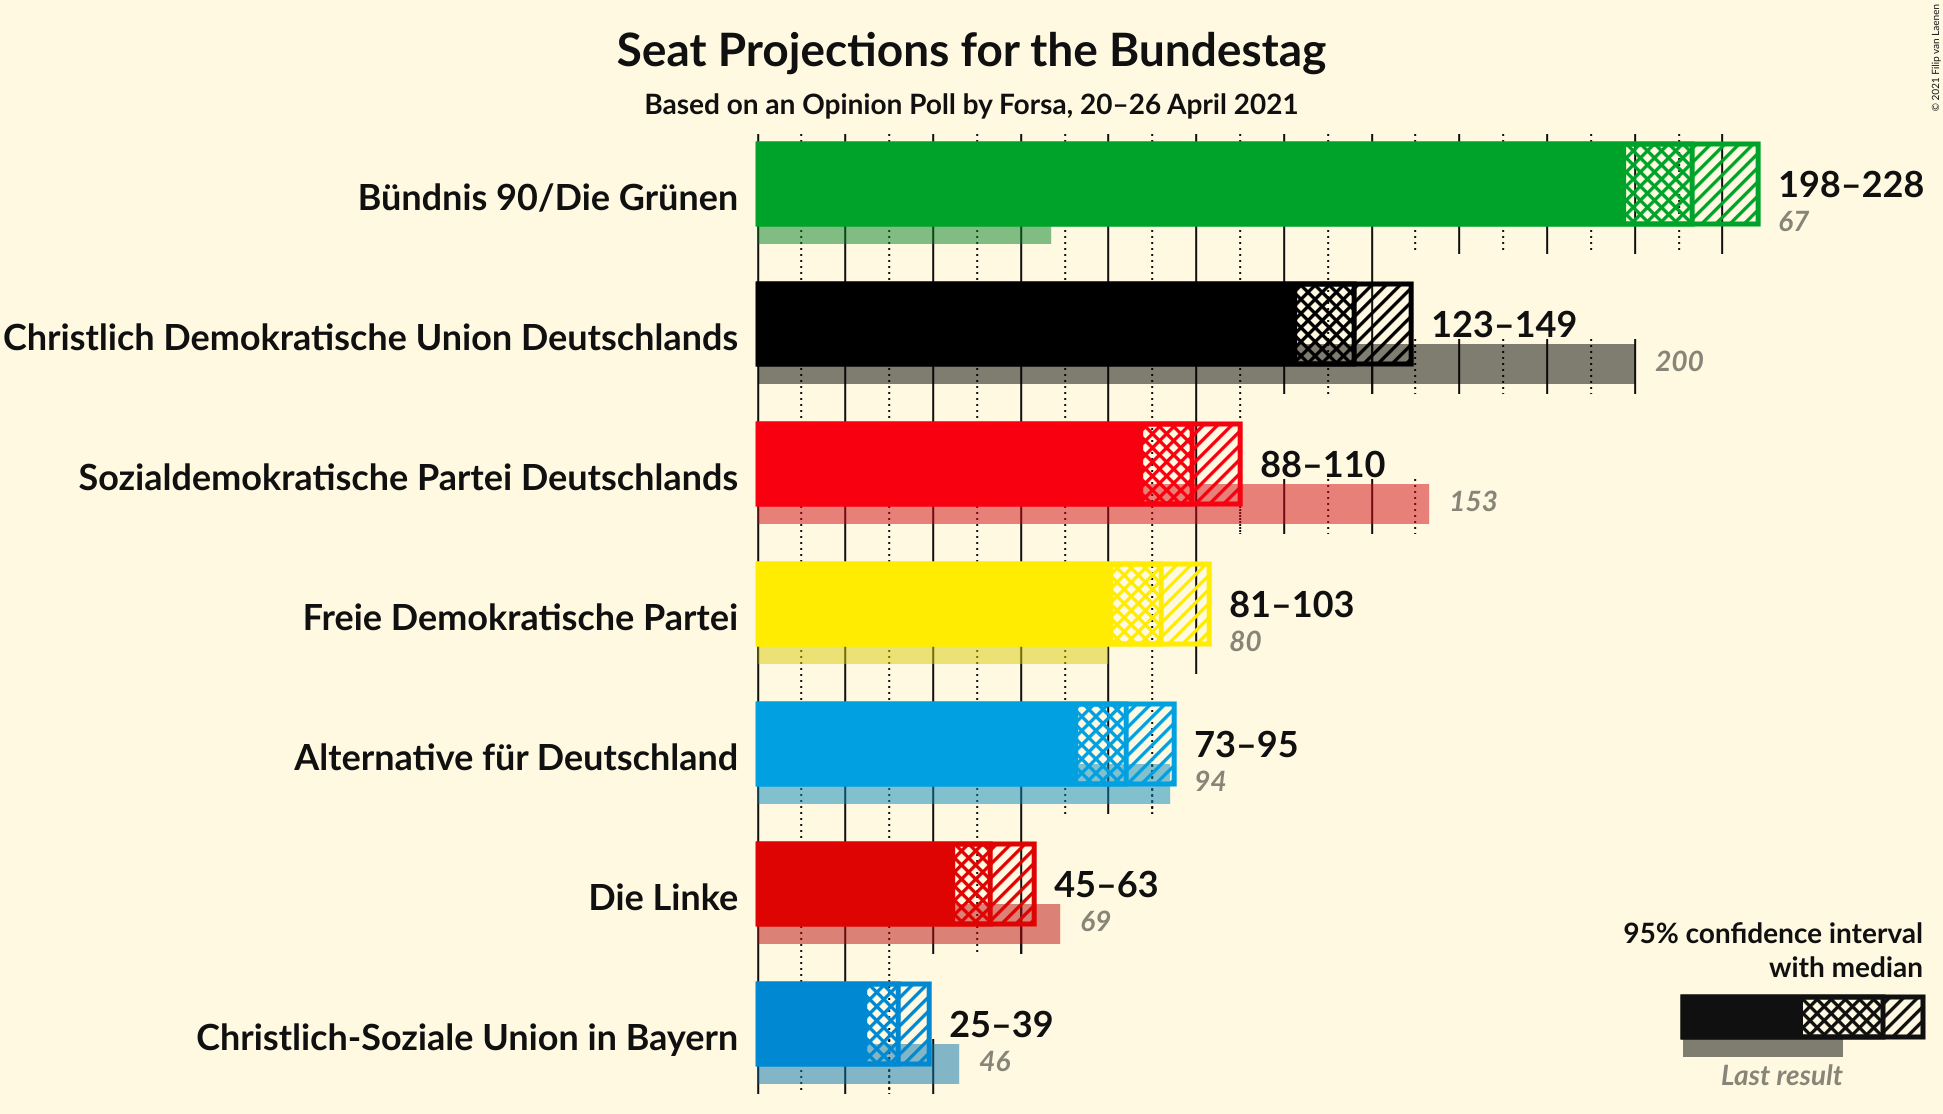 Seat Projections for the Bundestag
Based on an Opinion Poll by Forsa, 20–26 April 2021
© 2021 Filip van Laenen
Bündnis 90/Die Grünen
198–228
67
Christlich Demokratische Union Deutschlands
123–149
200
Sozialdemokratische Partei Deutschlands
88–110
153
Freie Demokratische Partei
81–103
80
Alternative für Deutschland
73–95
94
Die Linke
45–63
69
Christlich-Soziale Union in Bayern
25–39
46
95% confidence interval
with median
Last result